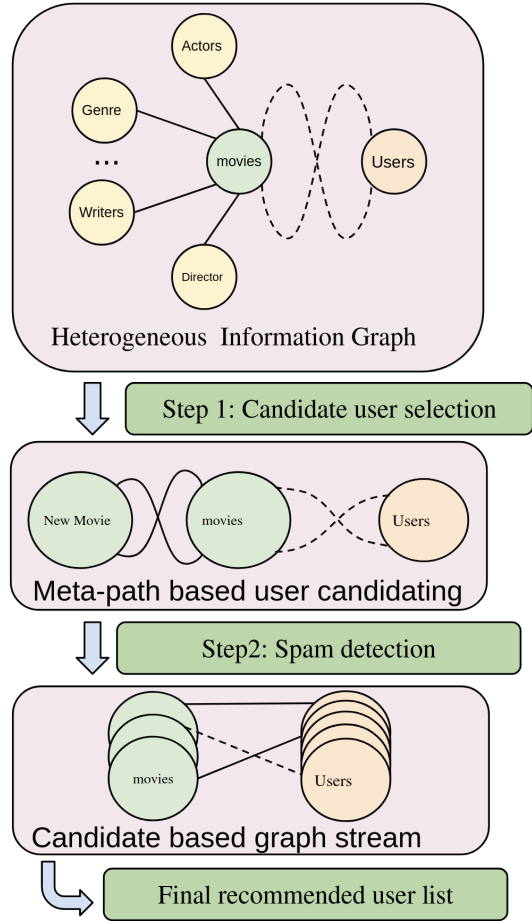 Actors
Genre
...
movies
Users
Writers
Director
Heterogeneous Information Graph
Step 1: Candidate user selection
New Movie
movies
Users
Meta-path based user candidating
Step2: Spam detection
movies
Users
Candidate based graph stream
Final recommended user list